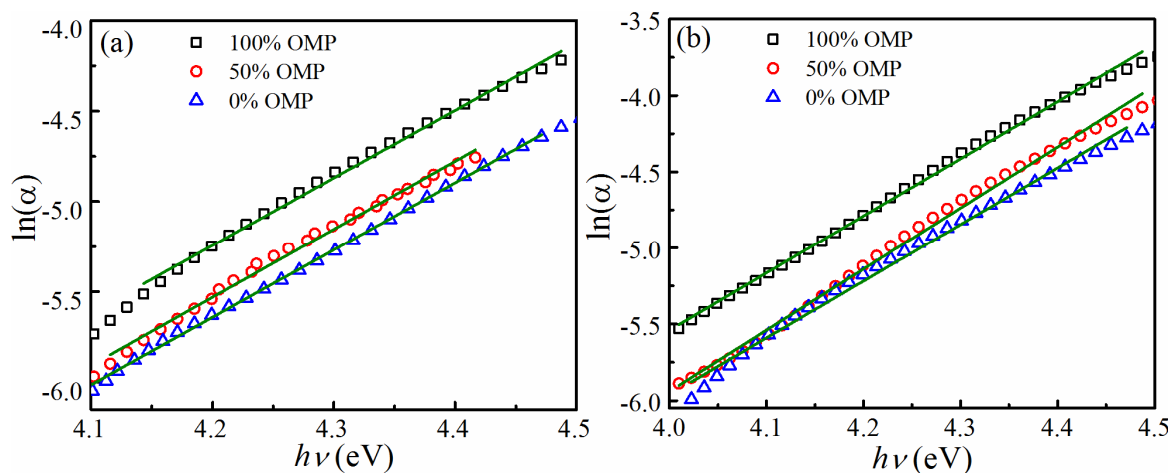 (a)
100% OMP
50% OMP
0% OMP
-4.0
-4.5
-5.0
-5.5
-6.0
ln(α)
4.1 4.2 4.3 4.4 4.5
hν (eV)
(b)
100% OMP
50% OMP
0% OMP
-3.5
-4.0
-4.5
-5.0
-5.5
-6.0
ln(α)
4.0 4.1 4.2 4.3 4.4 4.5
hν (eV)